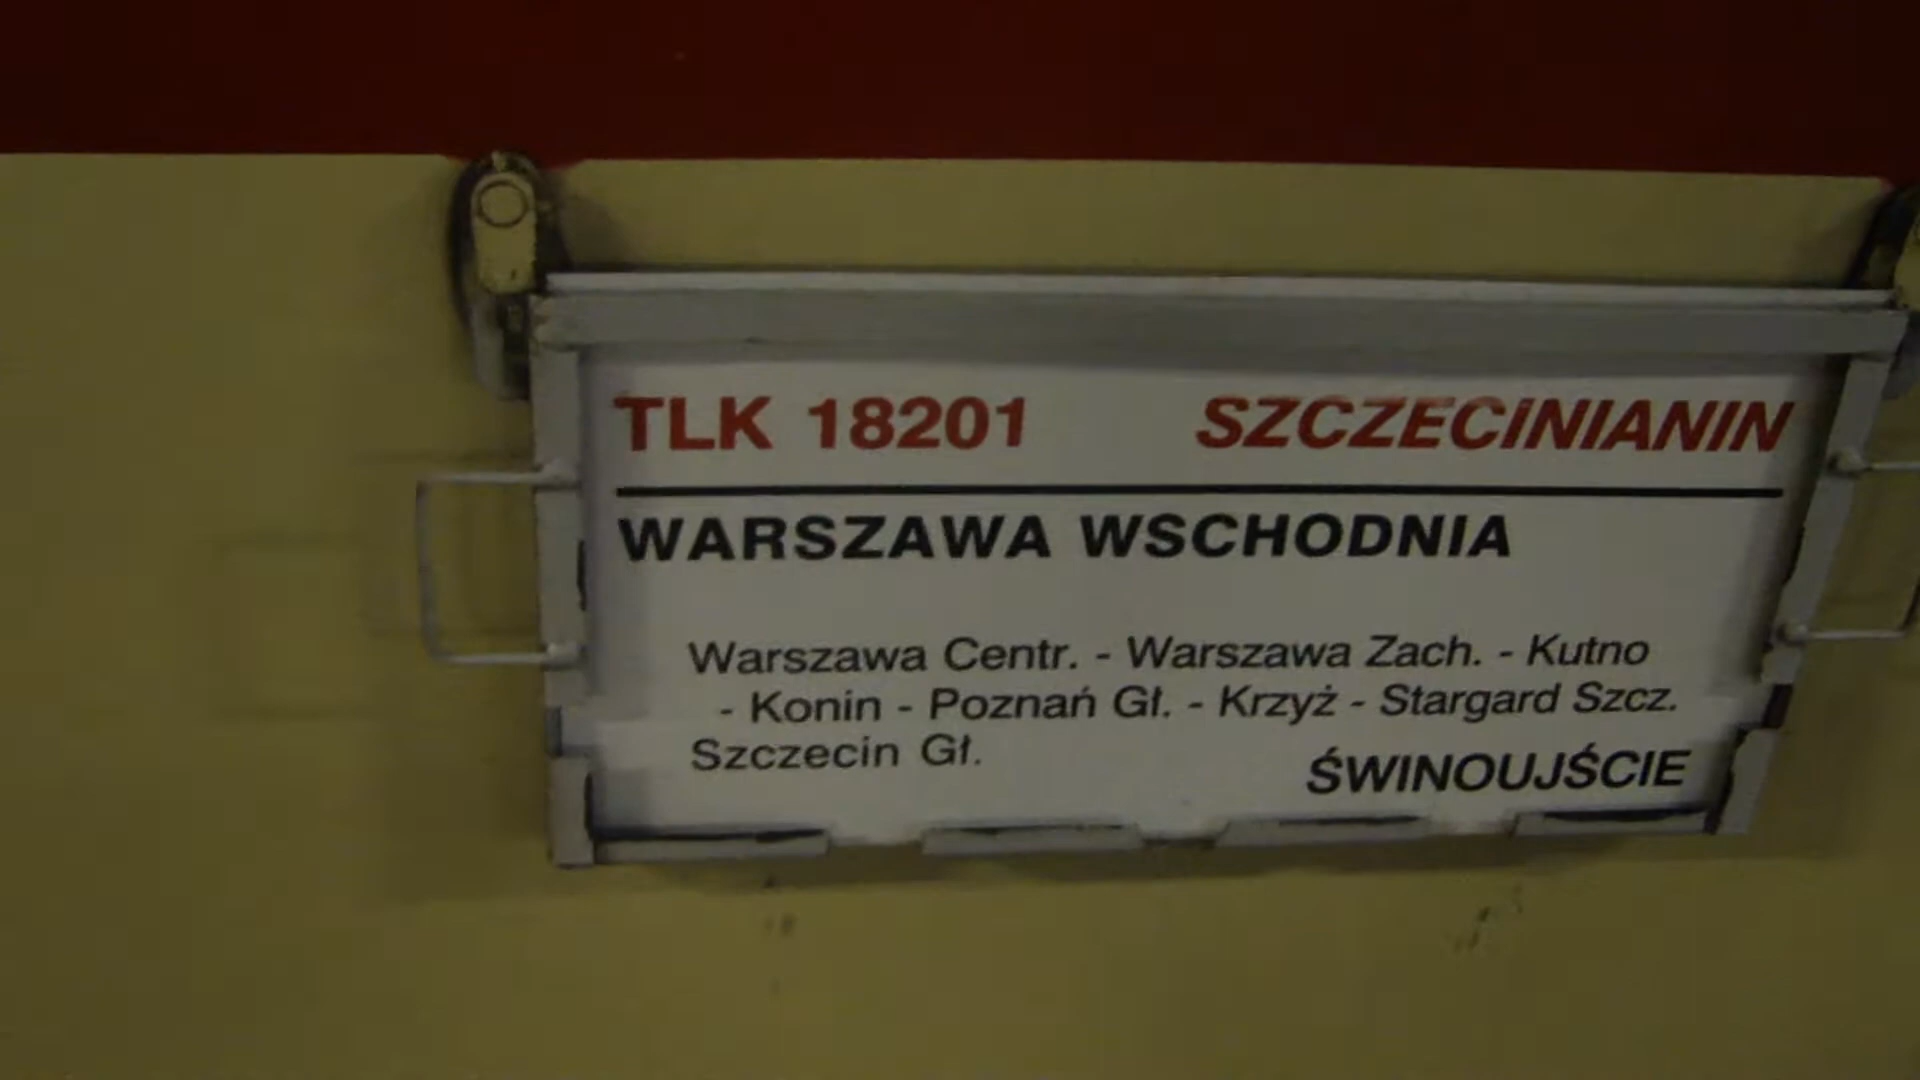 TLK 18201 SZCZECINIANIN
WARSZAWA WSCHODNIA
Warszawa Centr. - Warszawa Zach. - Kutno
- Konin - Poznań Gł. - Krzyż - Stargard Szcz.
Szczecin Gł.
ŚWINOUJŚCIE